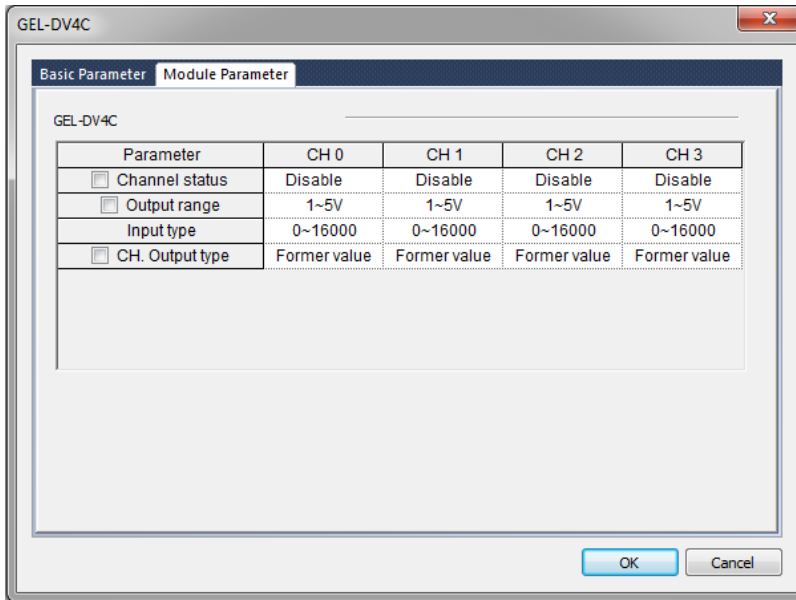 GEL-DV4C
Basic Parameter Module Parameter
GEL-DV4C
Parameter CH 0 CH 1 CH 2 CH 3
Channel status Disable Disable Disable Disable
Output range 1~5V 1~5V 1~5V 1~5V
Input type 0~16000 0~16000 0~16000 0~16000
CH. Output type Former value Former value Former value Former value
OK Cancel